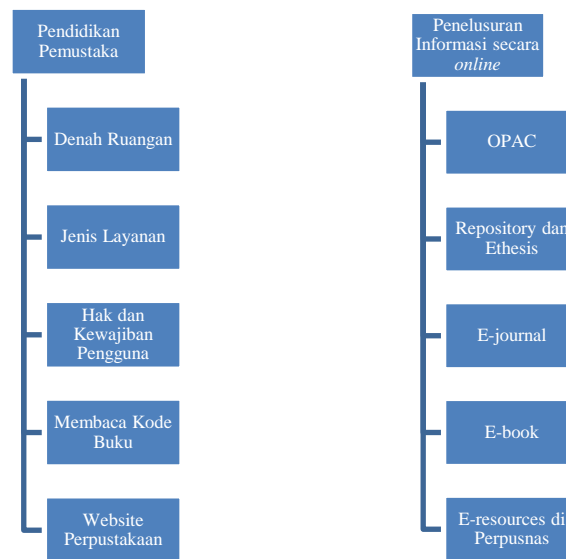 Pendidikan
Pemustaka
Denah Ruangan
Jenis Layanan
Hak dan
Kewajiban
Pengguna
Membaca Kode
Buku
Website
Perpustakaan
Penelusuran
Informasi secara
online
OPAC
Repository dan
Ethesis
E-journal
E-book
E-resources di
Perpusnas